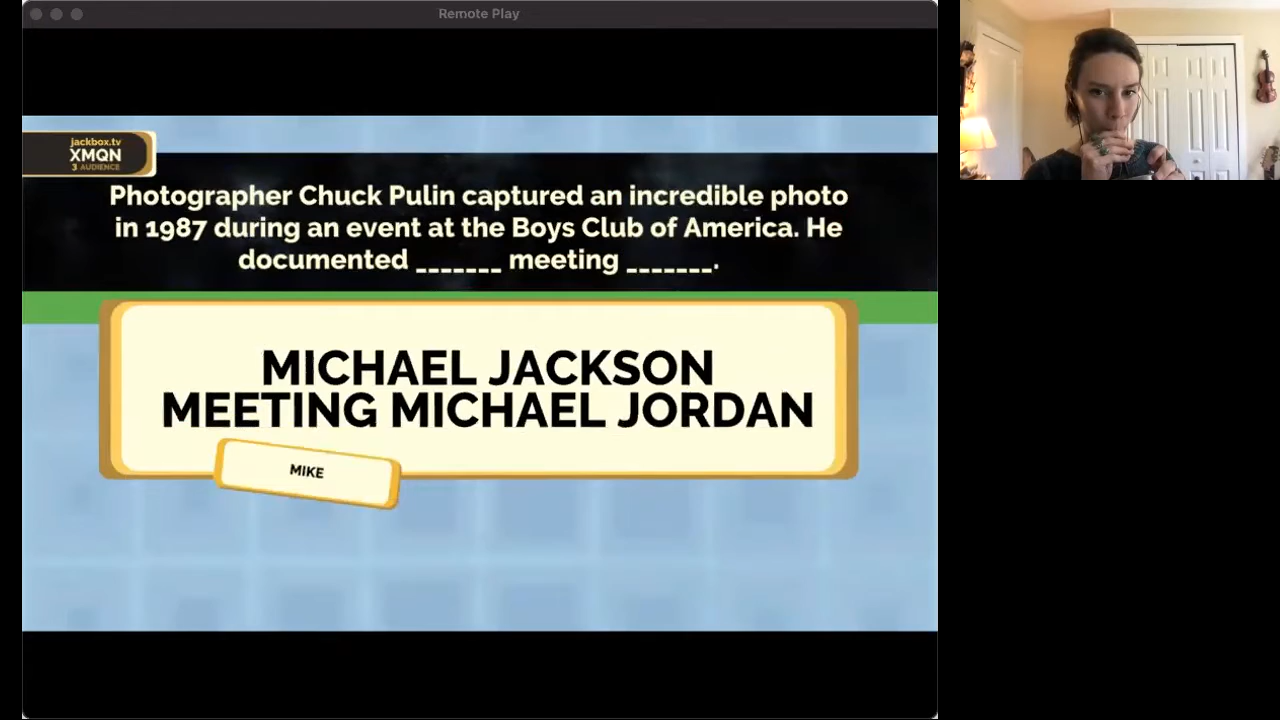 Remote Play
jackbox.tv
XMQN
3 AUDIENCE
Photographer Chuck Pulin captured an incredible photo
in 1987 during an event at the Boys Club of America. He
documented _______ meeting _______.
MICHAEL JACKSON
MEETING MICHAEL JORDAN
MIKE